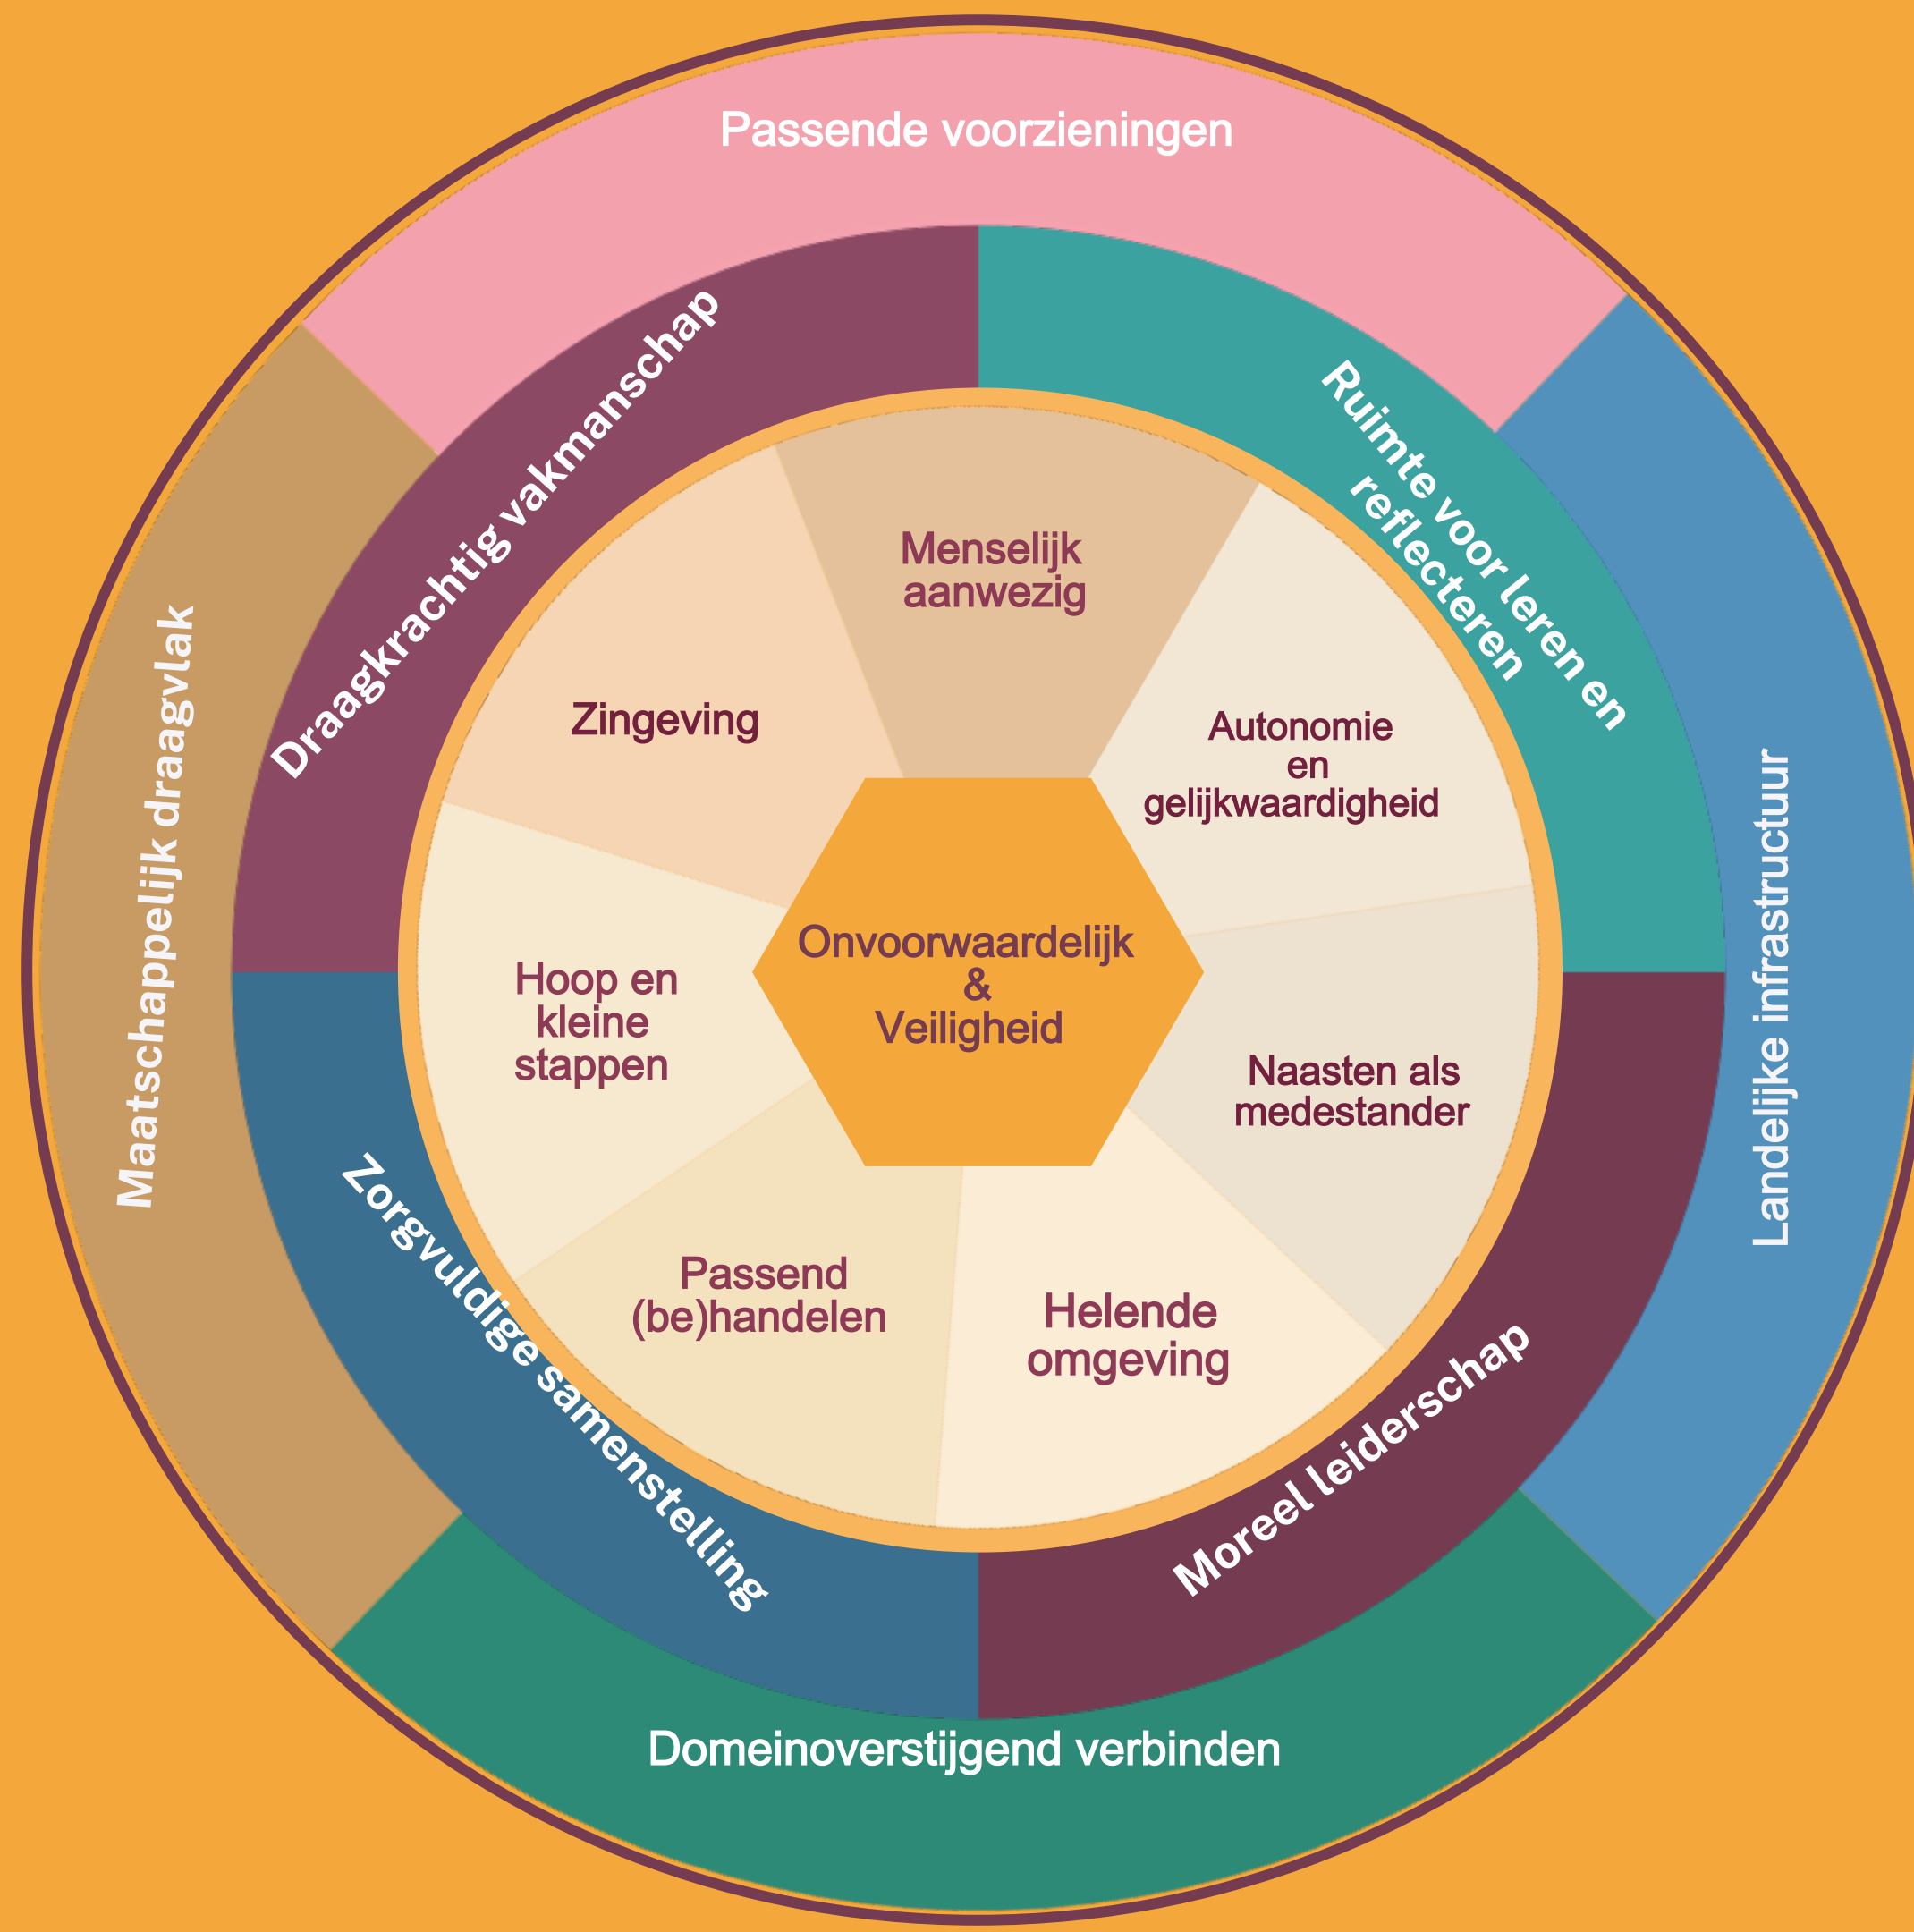 Passende voorzieningen
Draagkrachtig vakmanschap
Ruimte voor leren en
reflecteren
Maatschappelijk draagvlak
Landelijke infrastructuur
Menselijk
aanwezig
Zingeving
Autonomie
en
gelijkwaardigheid
Onvoorwaardelijk
&
Veiligheid
Hoop en
kleine
stappen
Naasten als
medestander
Passend
(be)handelen
Helende
omgeving
Zorgvuldige samenstelling
Moreel leiderschap
Domeinoverstijgend verbinden